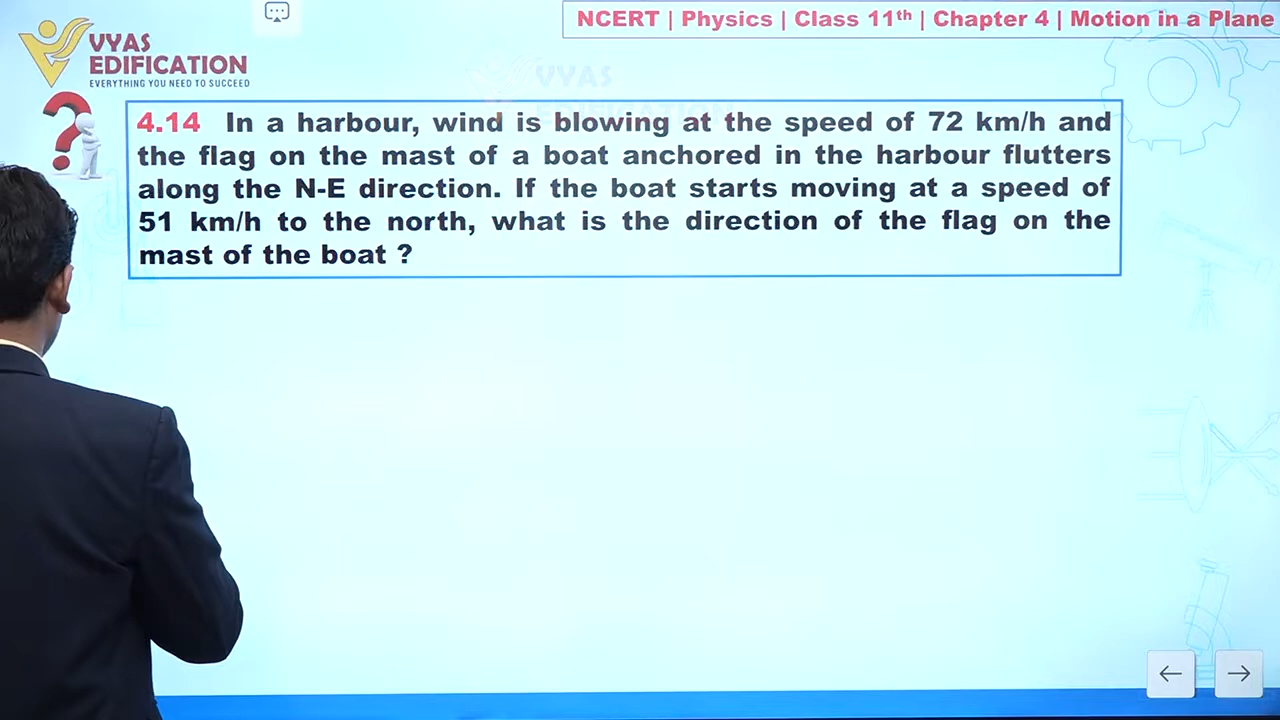 NCERT | Physics | Class 11th | Chapter 4 | Motion in a Plane
VYAS
EDIFICATION
EVERYTHING YOU NEED TO SUCCEED
VYAS
EDIFICATION
4.14 In a harbour, wind is blowing at the speed of 72 km/h and
the flag on the mast of a boat anchored in the harbour flutters
along the N-E direction. If the boat starts moving at a speed of
51 km/h to the north, what is the direction of the flag on the
mast of the boat ?